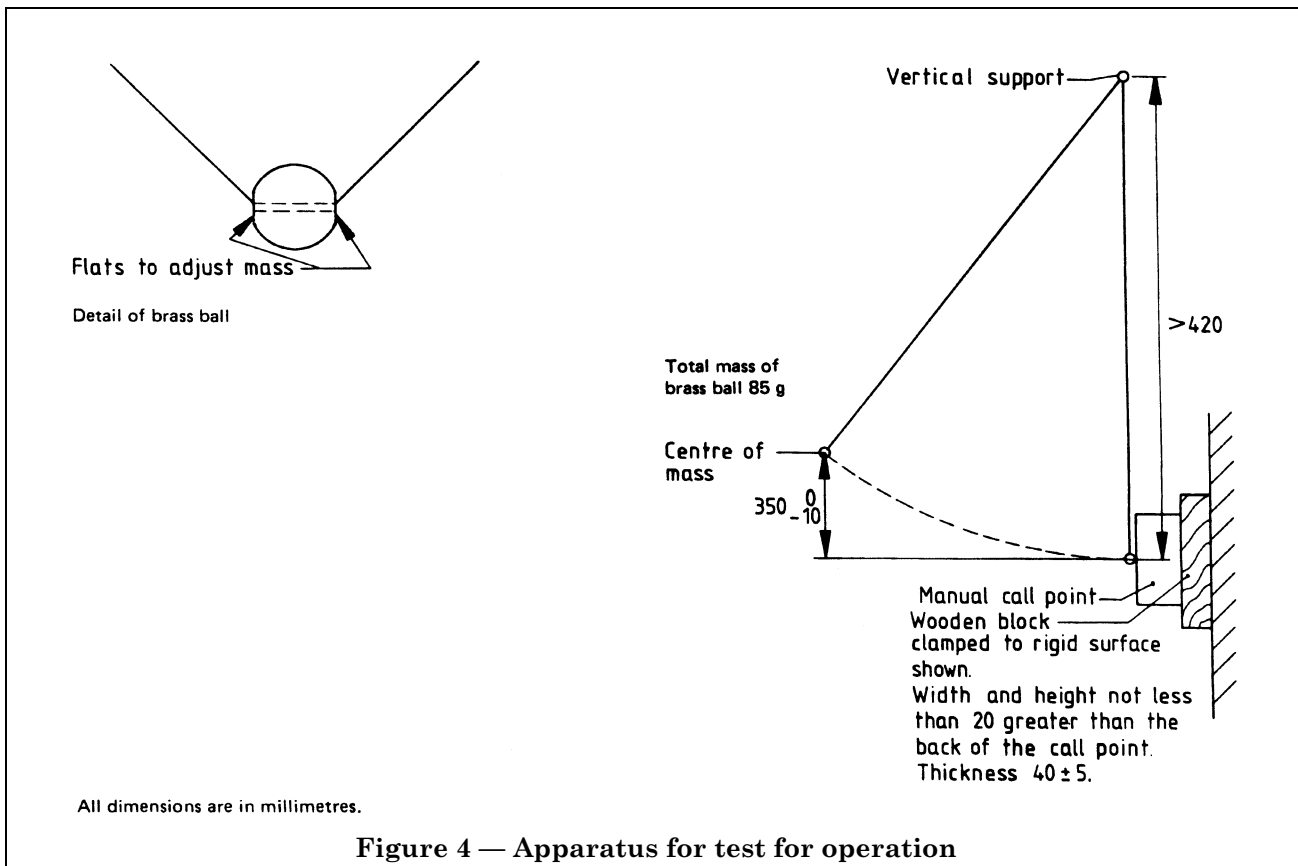 Vertical support
Flats to adjust mass
Detail of brass ball
>420
Total mass of
brass ball 85 g
Centre of
mass
350 0
-10
Manual call point
Wooden block
clamped to rigid surface
shown.
Width and height not less
than 20 greater than the
back of the call point.
Thickness 40 ± 5.
All dimensions are in millimetres.
Figure 4 — Apparatus for test for operation